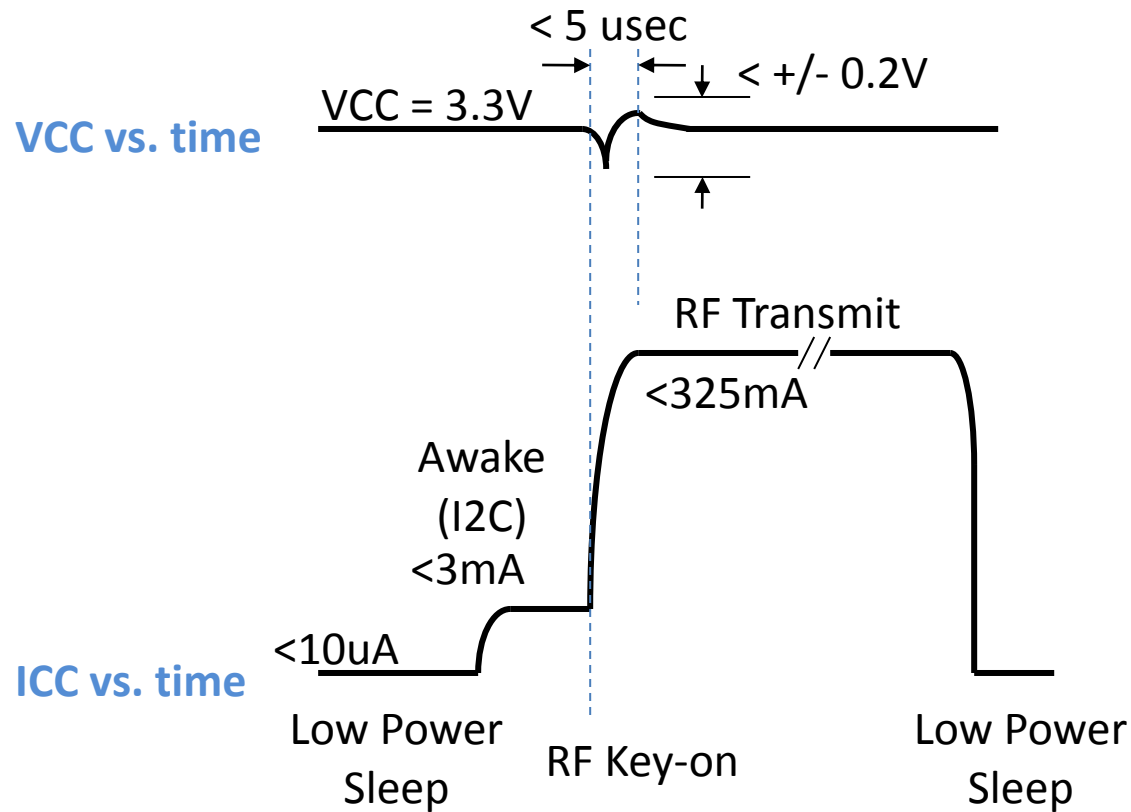 < 5 usec
< +/- 0.2V
VCC = 3.3V
VCC vs. time
RF Transmit
<325mA
Awake
(I2C)
<3mA
<10uA
ICC vs. time
Low Power
Sleep
RF Key-on
Low Power
Sleep